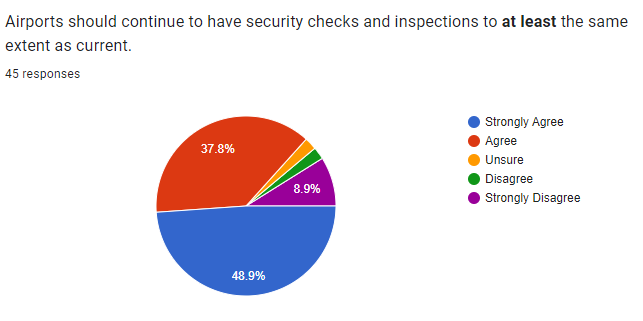 Airports should continue to have security checks and inspections to at least the same
extent as current.
45 responses
37.8%
8.9%
48.9%
Strongly Agree
Agree
Unsure
Disagree
Strongly Disagree